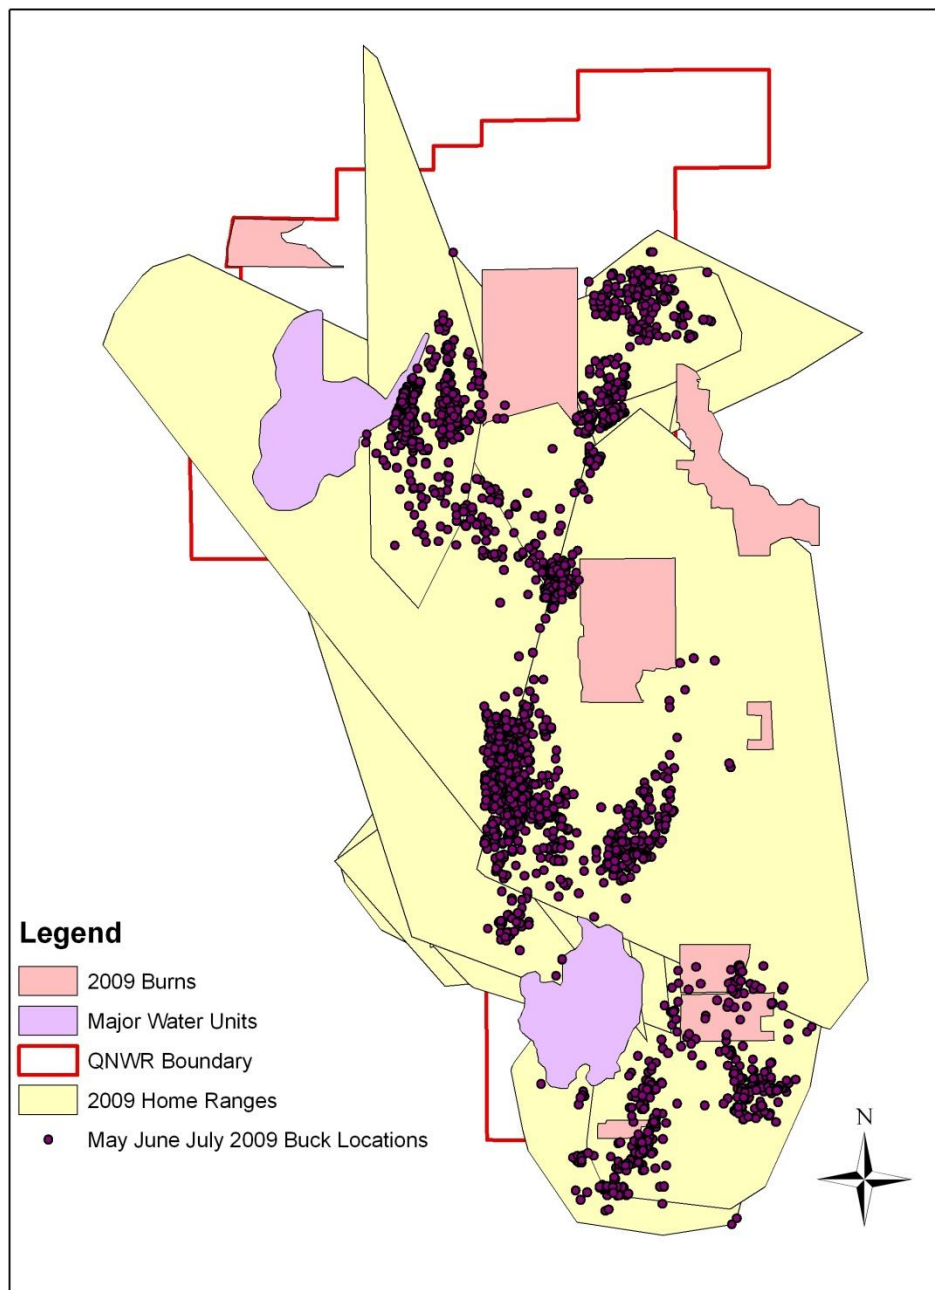 Legend
2009 Burns
Major Water Units
QNWR Boundary
2009 Home Ranges
May June July 2009 Buck Locations
N